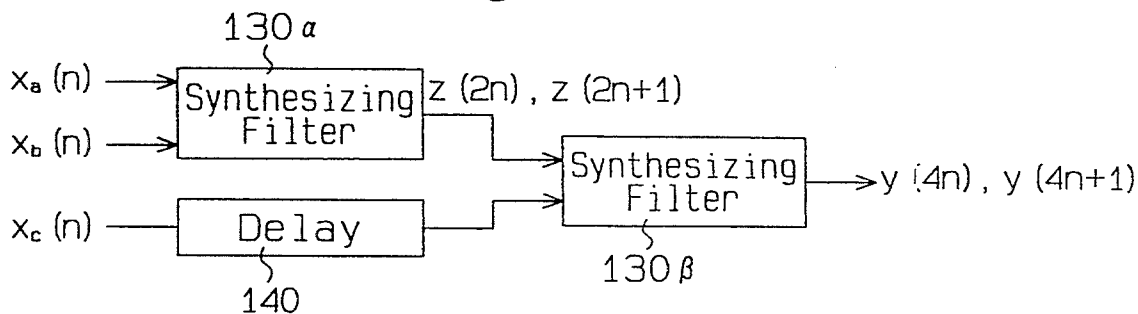 130α
xa (n)
xb (n)
Synthesizing
Filter
z (2n) , z (2n+1)
Synthesizing
Filter
y (4n) , y (4n+1)
xc (n)
Delay
130β
140